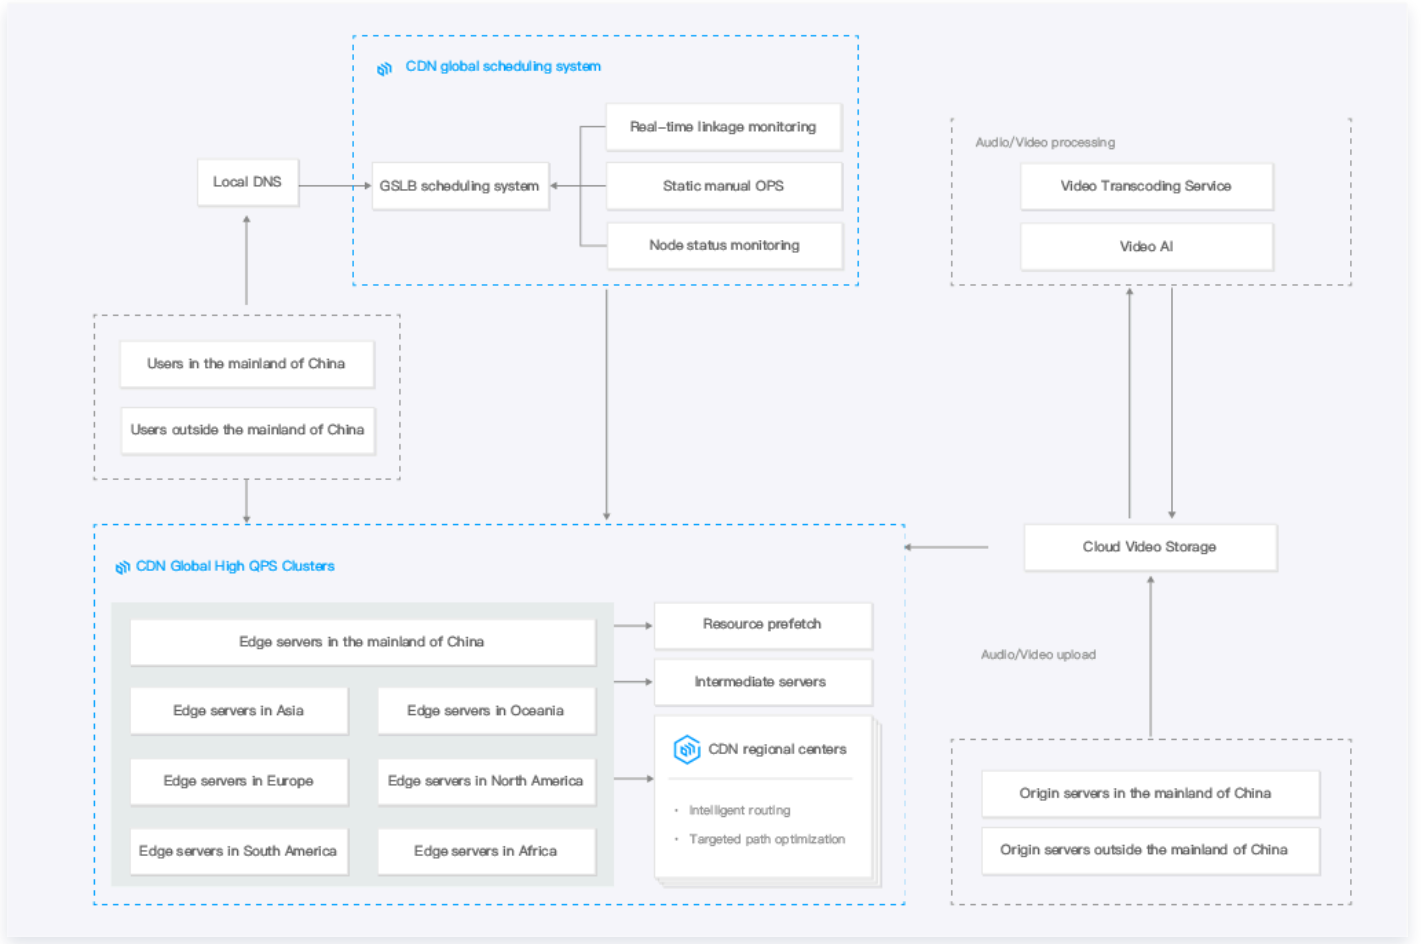 CDN global scheduling system
Real-time linkage monitoring
Local DNS
GSLB scheduling system
Static manual OPS
Node status monitoring
Audio/Video processing
Video Transcoding Service
Video AI
Users in the mainland of China
Users outside the mainland of China
CDN Global High QPS Clusters
Edge servers in the mainland of China
Edge servers in Asia
Edge servers in Oceania
Edge servers in Europe
Edge servers in North America
Edge servers in South America
Edge servers in Africa
Resource prefetch
Intermediate servers
CDN regional centers
· Intelligent routing
· Targeted path optimization
Cloud Video Storage
Audio/Video upload
Origin servers in the mainland of China
Origin servers outside the mainland of China